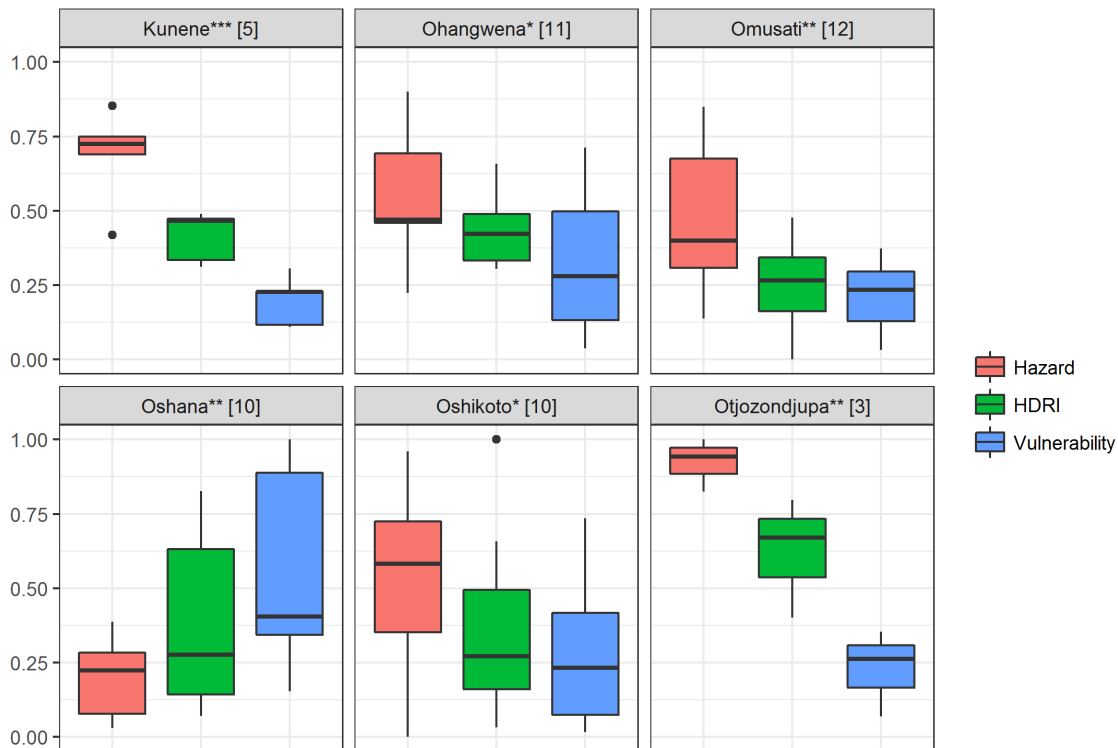 Kunene*** [5]
Ohangwena* [11]
Omusati** [12]
1.00
0.75
0.50
0.25
0.00
Oshana** [10]
Oshikoto* [10]
Otjozondjupa** [3]
1.00
0.75
0.50
0.25
0.00
Hazard
HDRI
Vulnerability